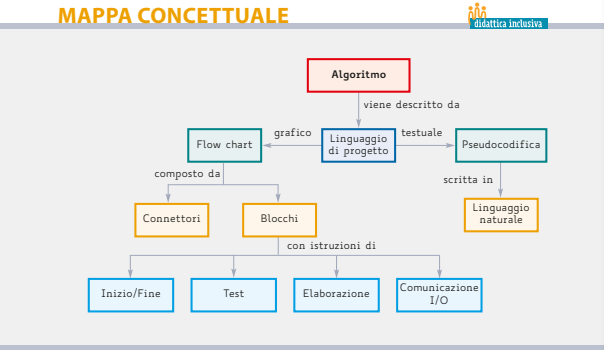 MAPPA CONCETTUALE
didattica inclusiva
Algoritmo
viene descritto da
grafico
testuale
Flow chart
Linguaggio
di progetto
Pseudocodifica
composto da
scritta in
Connettori
Blocchi
Linguaggio
naturale
con istruzioni di
Inizio/Fine
Test
Elaborazione
Comunicazione
I/O